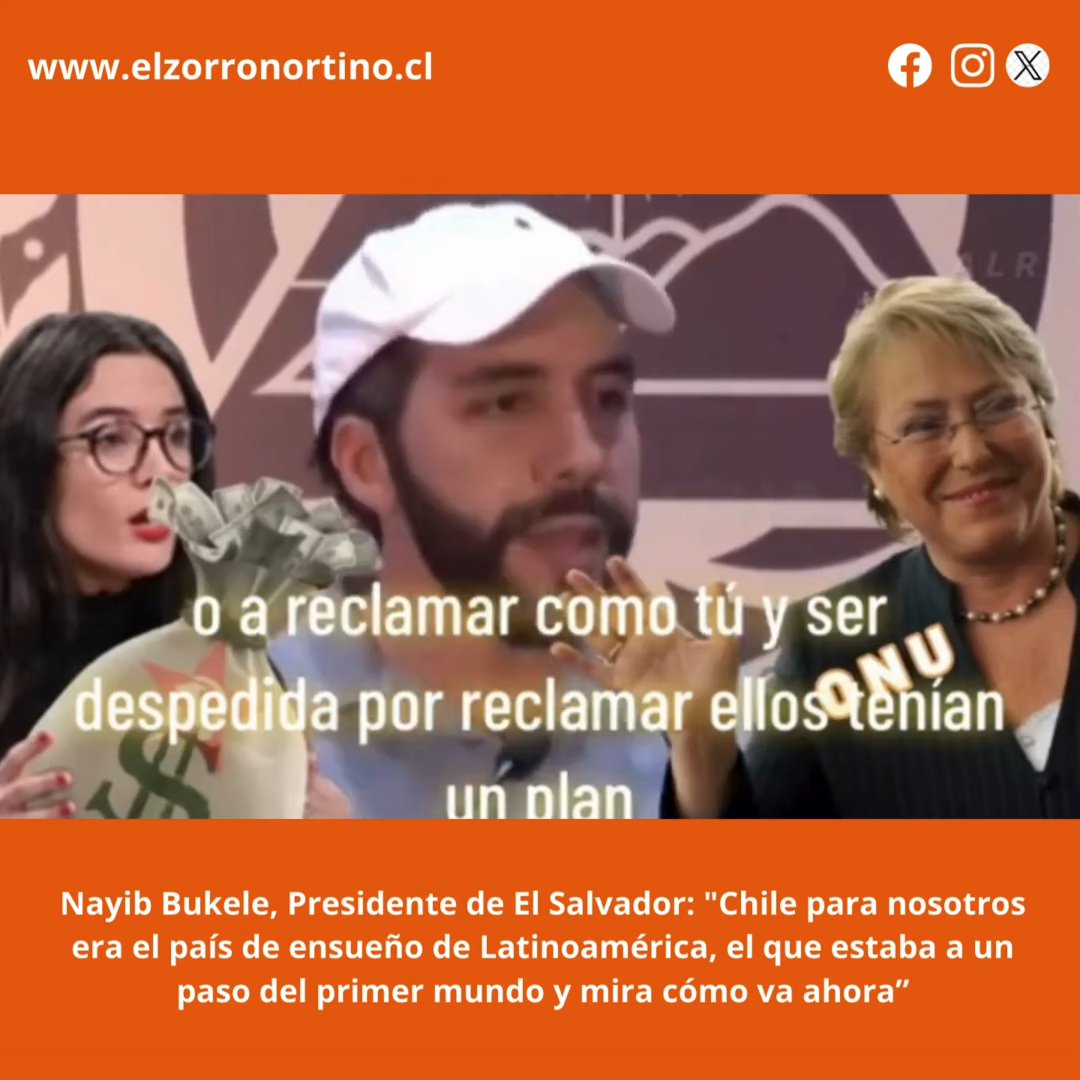 www.elzorronortino.cl
ALR
o a reclamar como tú y ser
despedida por reclamar ellos tenían
un plan
ONU
$
Nayib Bukele, Presidente de El Salvador: "Chile para nosotros
era el país de ensueño de Latinoamérica, el que estaba a un
paso del primer mundo y mira cómo va ahora”